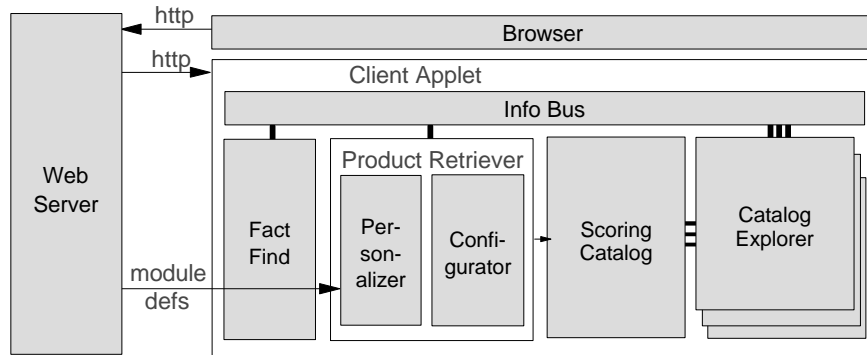 http
Browser
http
Client Applet
Info Bus
Web
Server
Product Retriever
Fact
Find
Per-
son-
alizer
Confi-
gurator
Scoring
Catalog
Catalog
Explorer
module
defs